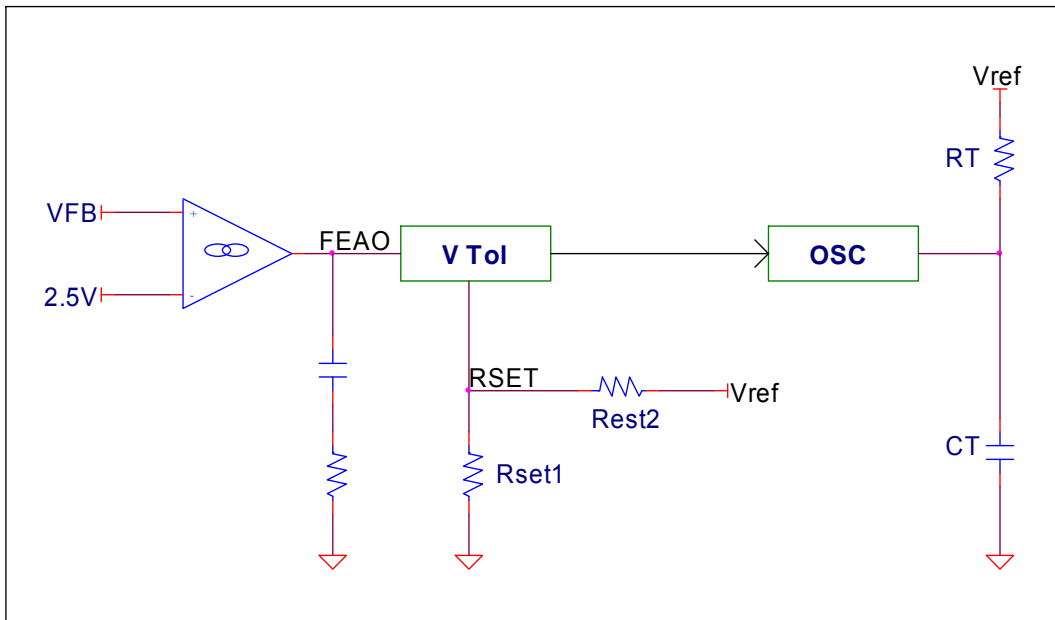 Vref
RT
VFB
+
FEAO
V Tol
OSC
2.5V
-
RSET
Vref
Rest2
Rset1
CT